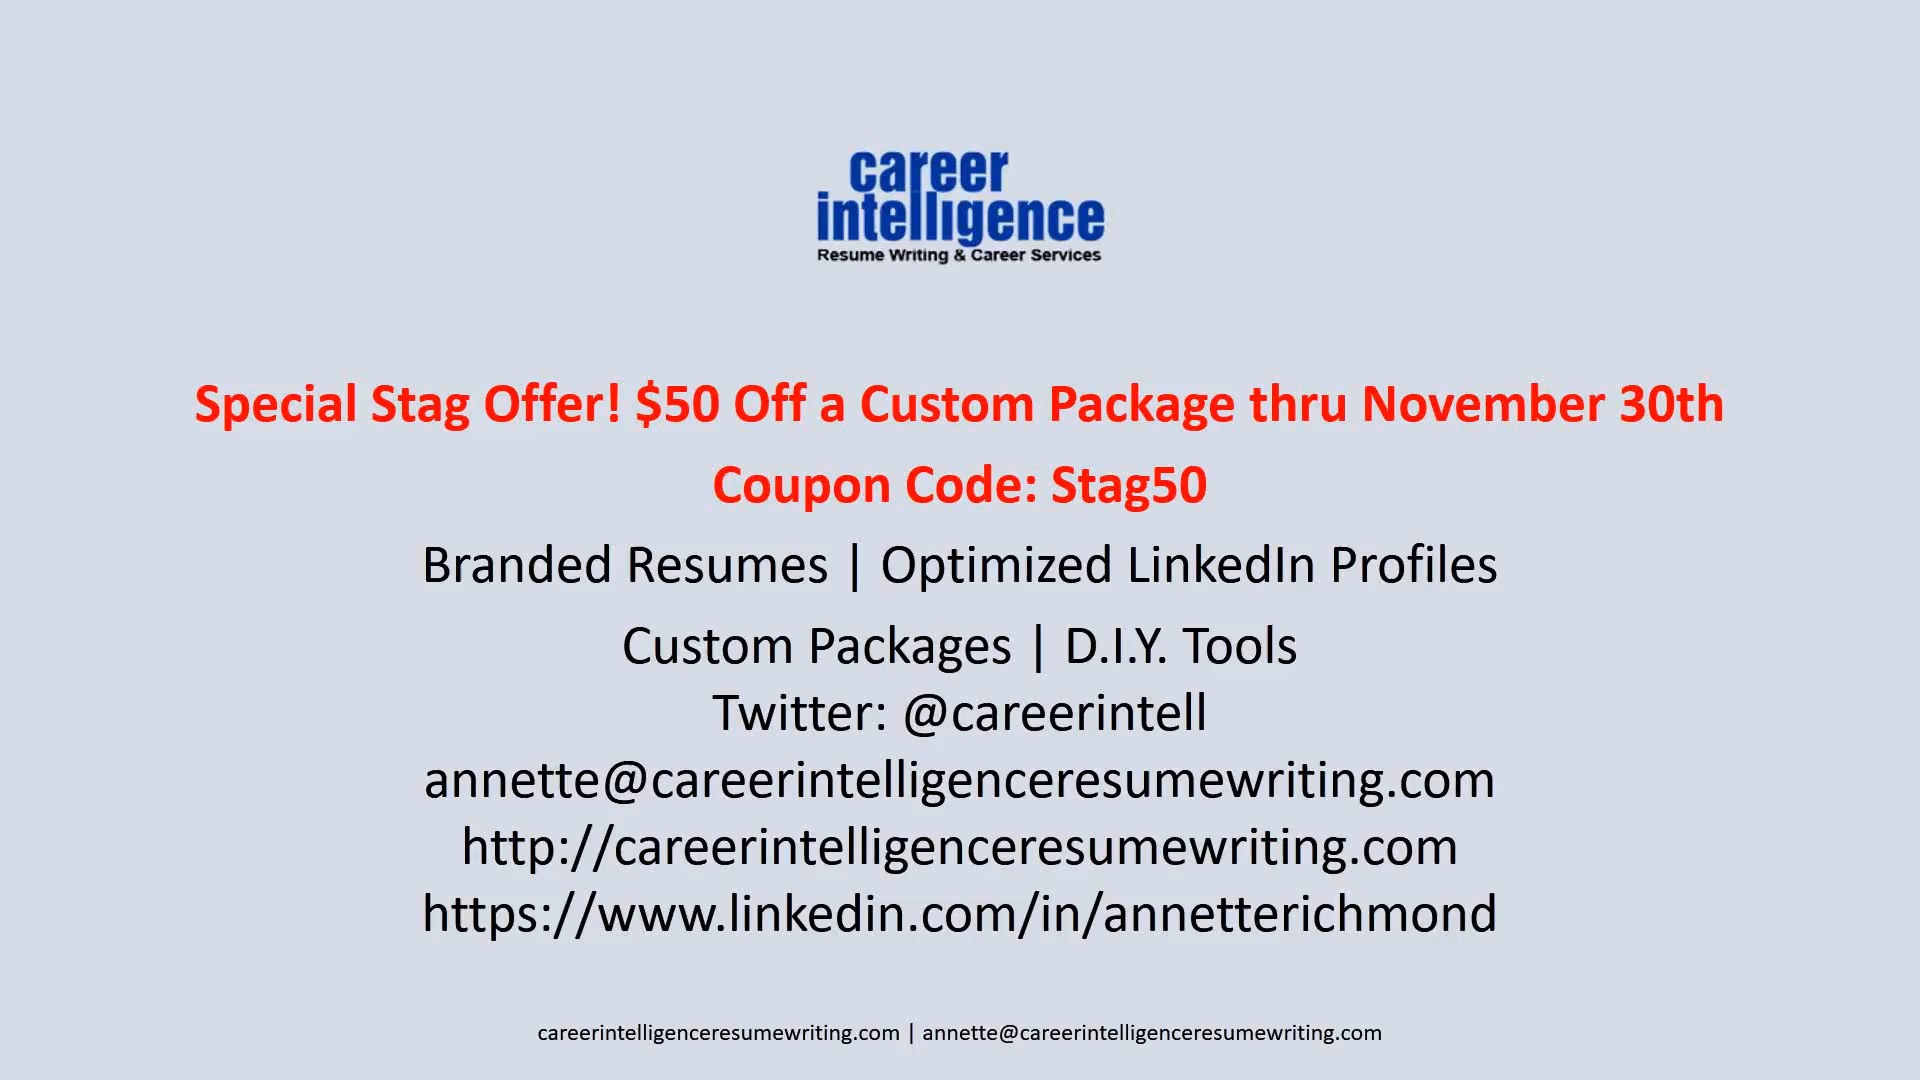 career
intelligence
Resume Writing & Career Services
Special Stag Offer! $50 Off a Custom Package thru November 30th
Coupon Code: Stag50
Branded Resumes | Optimized LinkedIn Profiles
Custom Packages | D.I.Y. Tools
Twitter: @careerintell
annette@careerintelligenceresumewriting.com
http://careerintelligenceresumewriting.com
https://www.linkedin.com/in/annetterichmond
careerintelligenceresumewriting.com | annette@careerintelligenceresumewriting.com